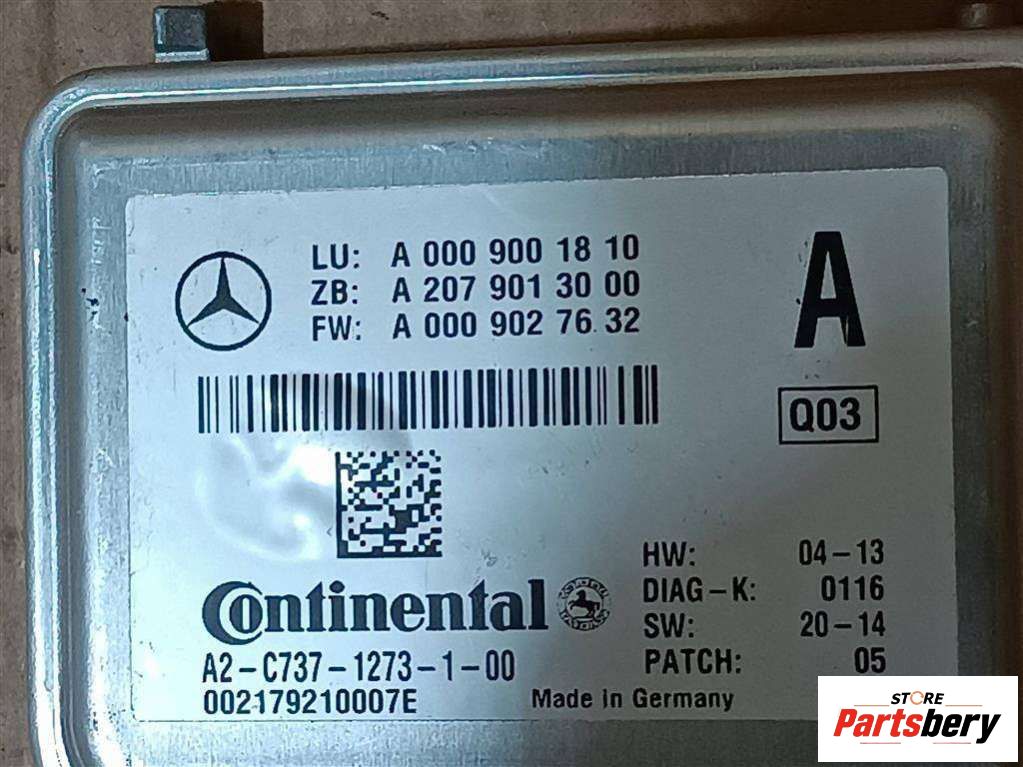 LU: A 000 900 18 10
ZB: A 207 901 30 00
FW: A 000 902 76 32
A
Q03
Continental
A2-C737-1273-1-00
002179210007E
HW: 04-13
DIAG-K: 0116
SW: 20-14
PATCH: 05
Made in Germany
STORE
Partsbery